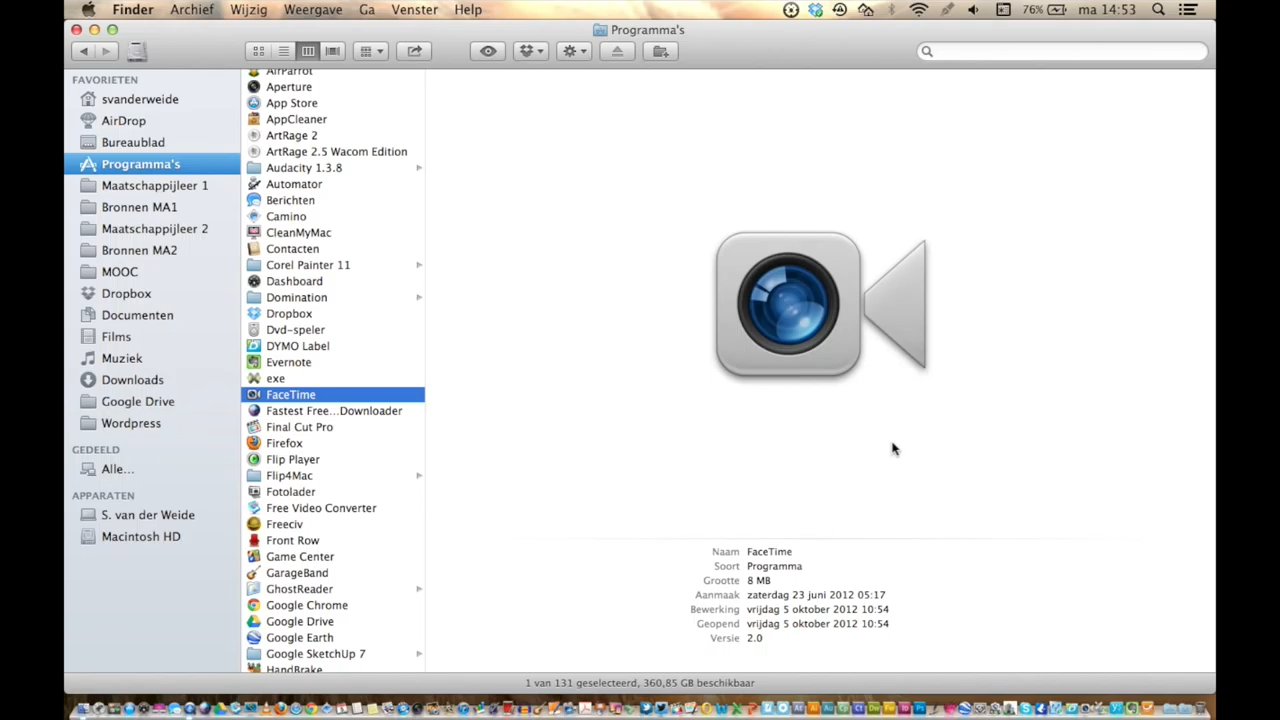 Finder Archief Wijzig Weergave Ga Venster Help 76% ma 14:53
Programma's
FAVORIETEN
svanderweide
AirDrop
Bureaublad
Programma's
Maatschappijleer 1
Bronnen MA1
Maatschappijleer 2
Bronnen MA2
MOOC
Dropbox
Documenten
Films
Muziek
Downloads
Google Drive
Wordpress
GEDEELD
Alle...
APPARATEN
S. van der Weide
Macintosh HD
AirParrot
Aperture
App Store
AppCleaner
ArtRage 2
ArtRage 2.5 Wacom Edition
Audacity 1.3.8
Automator
Berichten
Camino
CleanMyMac
Contacten
Corel Painter 11
Dashboard
Domination
Dropbox
Dvd-speler
DYMO Label
Evernote
exe
FaceTime
Fastest Free...Downloader
Final Cut Pro
Firefox
Flip Player
Flip4Mac
Fotolader
Free Video Converter
Freeciv
Front Row
Game Center
GarageBand
GhostReader
Google Chrome
Google Drive
Google Earth
Google SketchUp 7
HandBrake
Naam FaceTime
Soort Programma
Grootte 8 MB
Aanmaak zaterdag 23 juni 2012 05:17
Bewerking vrijdag 5 oktober 2012 10:54
Geopend vrijdag 5 oktober 2012 10:54
Versie 2.0
1 van 131 geselecteerd, 360,85 GB beschikbaar